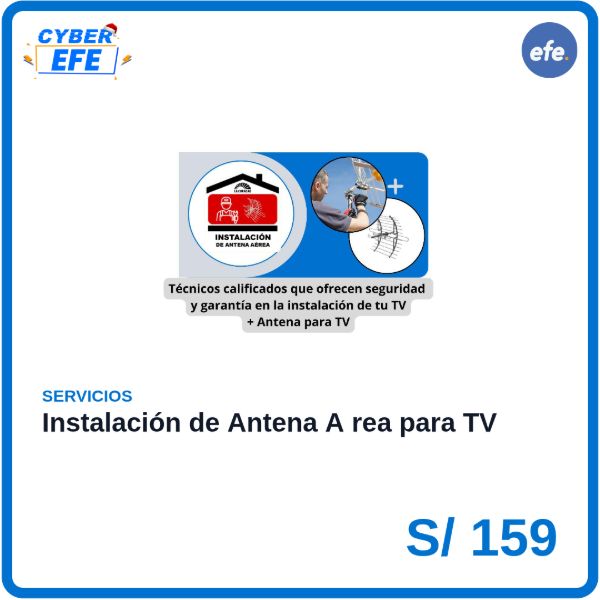 CYBER
EFE
efe.
INSTALACIÓN
DE ANTENA AÉREA
+
Técnicos calificados que ofrecen seguridad
y garantía en la instalación de tu TV
+ Antena para TV
SERVICIOS
Instalación de Antena A rea para TV
S/ 159